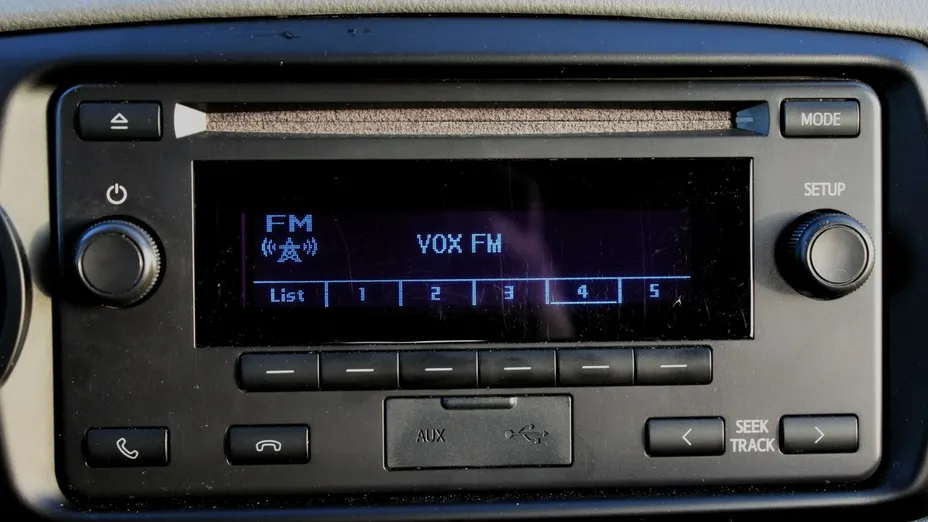 MODE
SETUP
FM
VOX FM
List 1 2 3 4 5
AUX
SEEK
TRACK